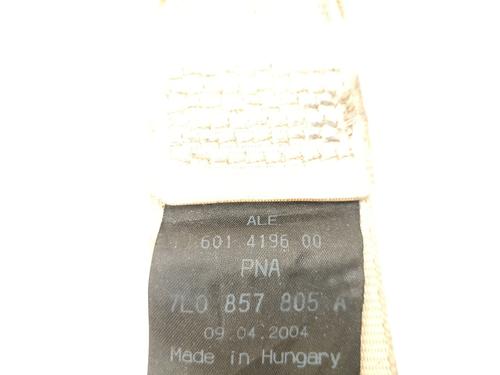 ALE
601 4196 00
PNA
7L0 857 805 A
09.04.2004
Made in Hungary